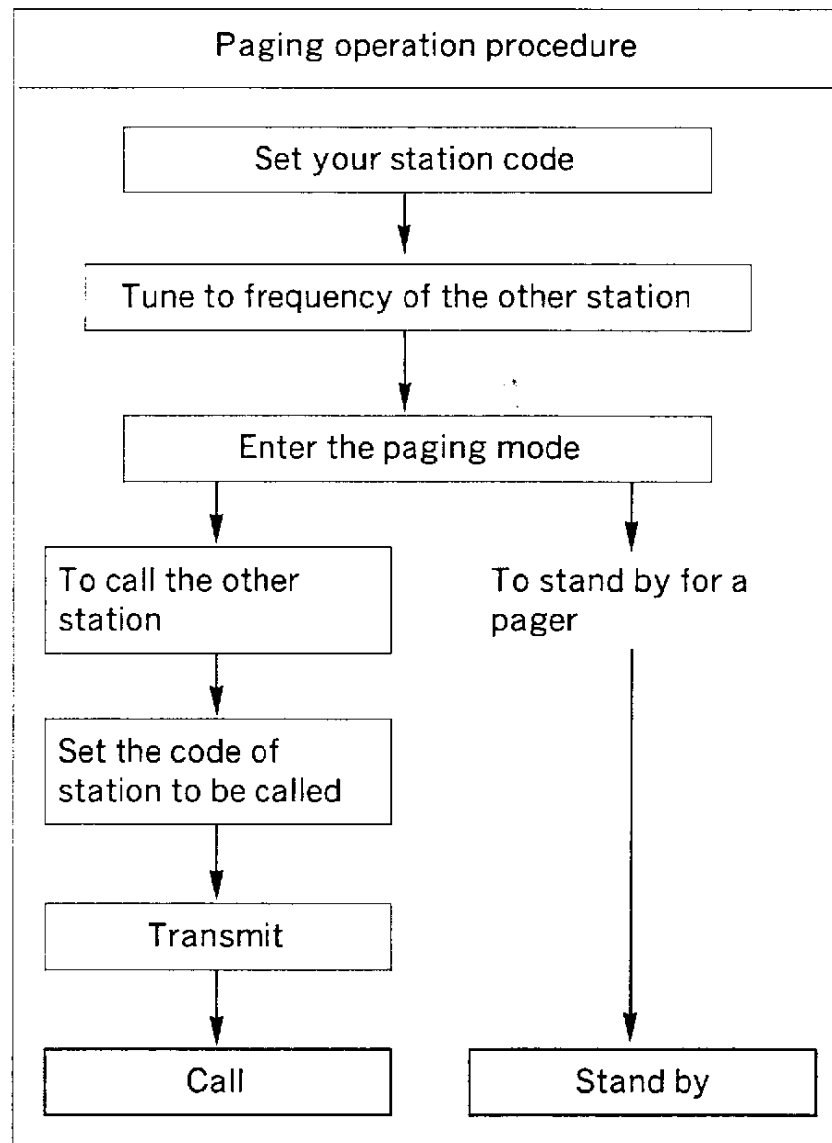 Paging operation procedure
Set your station code
Tune to frequency of the other station
Enter the paging mode
To call the other
station
Set the code of
station to be called
Transmit
Call
To stand by for a
pager
Stand by